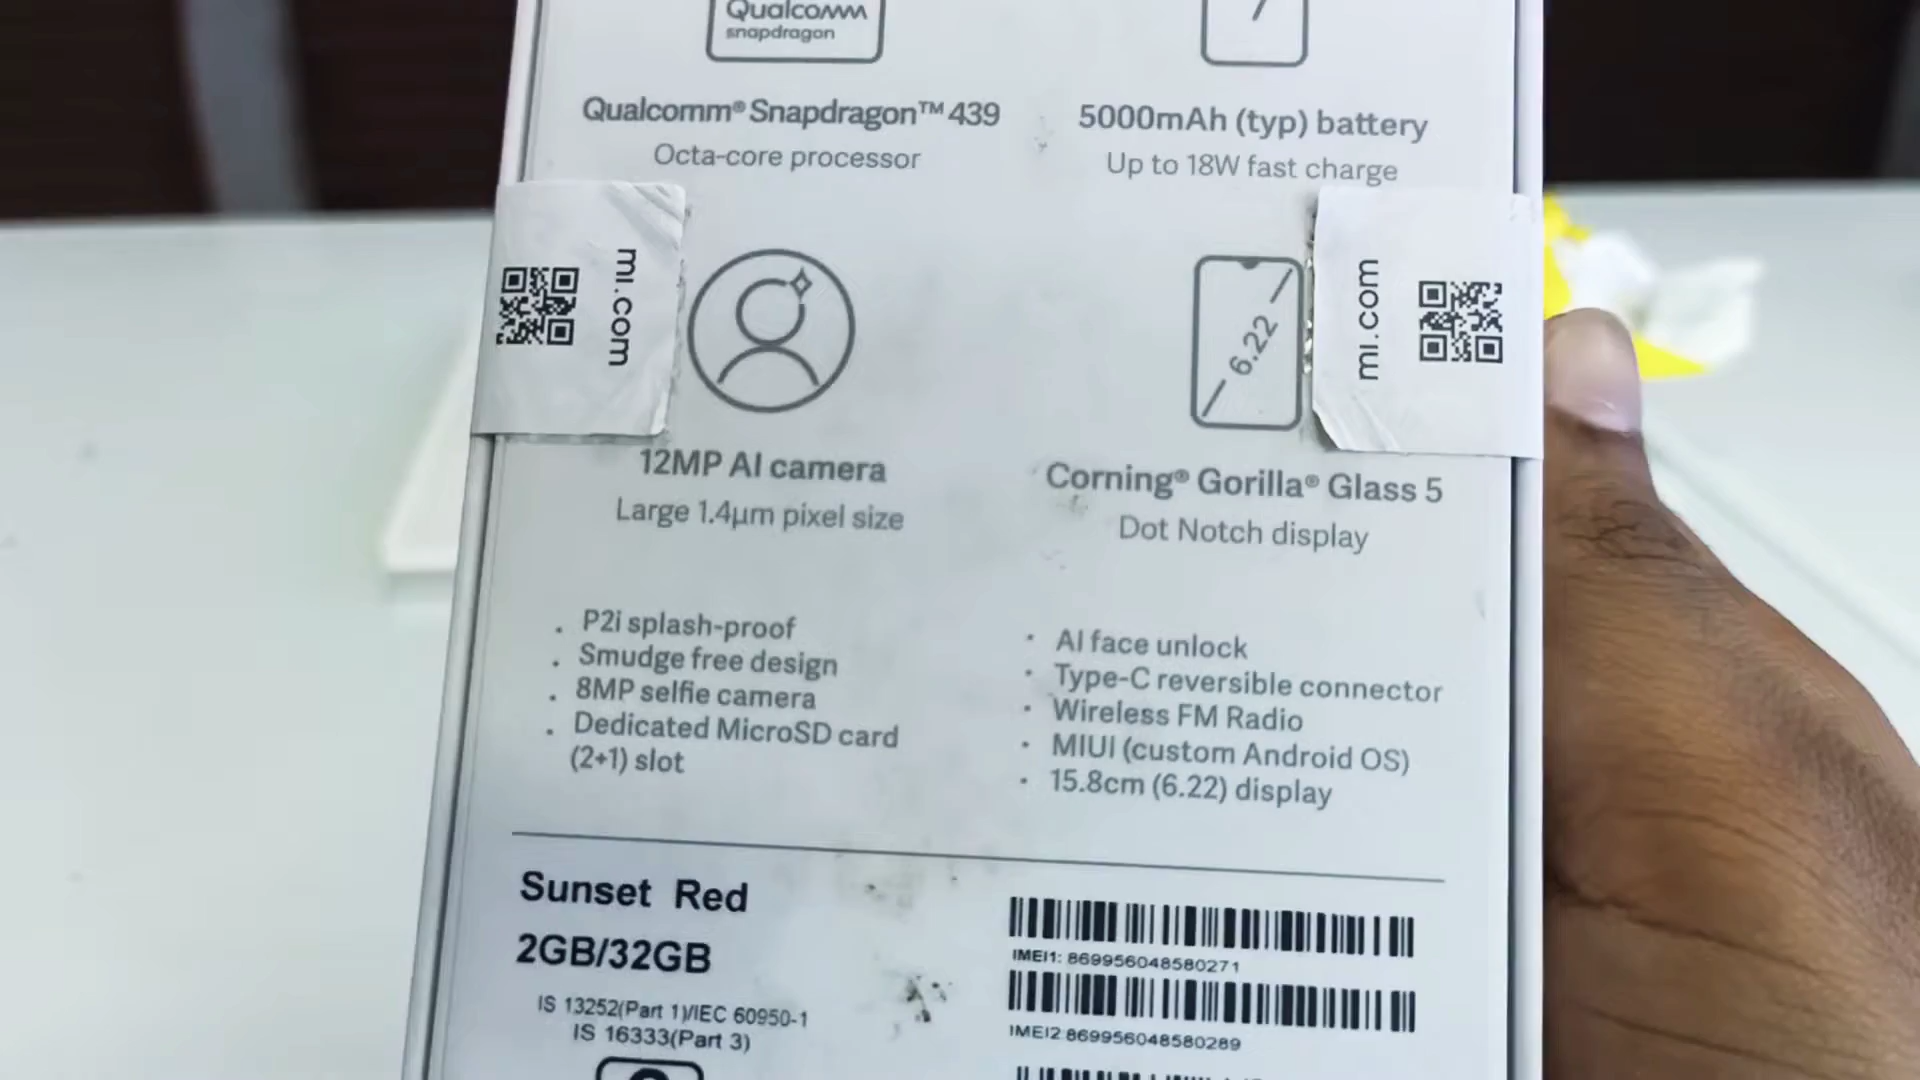 Qualcomm
snapdragon
Qualcomm® Snapdragon™ 439
Octa-core processor
5000mAh (typ) battery
Up to 18W fast charge
mi.com
6.22
mi.com
12MP AI camera
Large 1.4µm pixel size
Corning® Gorilla® Glass 5
Dot Notch display
. P2i splash-proof
. Smudge free design
. 8MP selfie camera
. Dedicated MicroSD card
(2+1) slot
· AI face unlock
· Type-C reversible connector
· Wireless FM Radio
· MIUI (custom Android OS)
· 15.8cm (6.22) display
Sunset Red
2GB/32GB
IS 13252(Part 1)/IEC 60950-1
IS 16333(Part 3)
IMEI1: 869956048580271
IMEI2 869956048580289